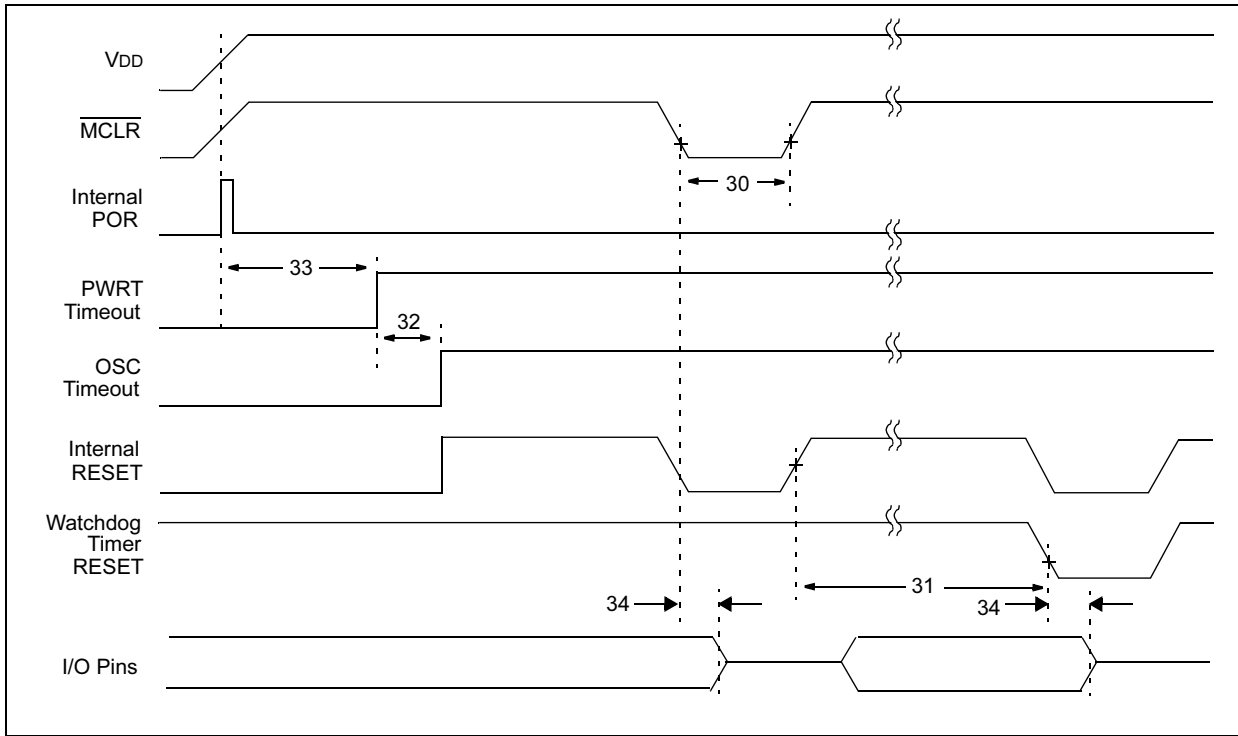 VDD
MCLR
Internal
POR
30
33
PWRT
Timeout
32
OSC
Timeout
Internal
RESET
Watchdog
Timer
RESET
31
34
34
I/O Pins